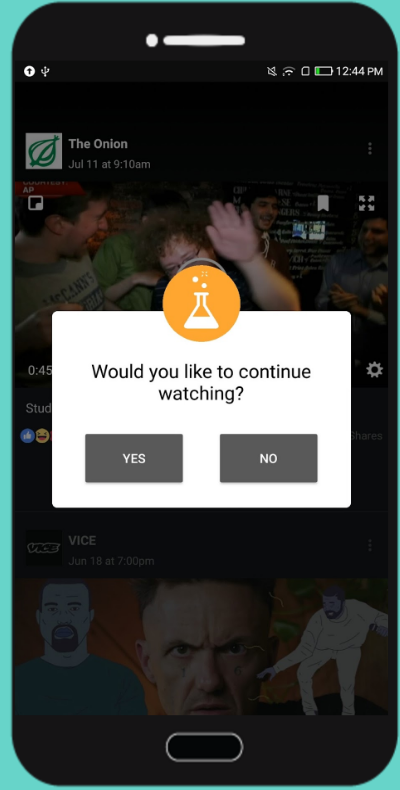 12:44 PM
The Onion
Jul 11 at 9:10am
AP
0:45
Would you like to continue
watching?
Stud
Shares
YES
NO
VICE
VICE
Jun 18 at 7:00pm